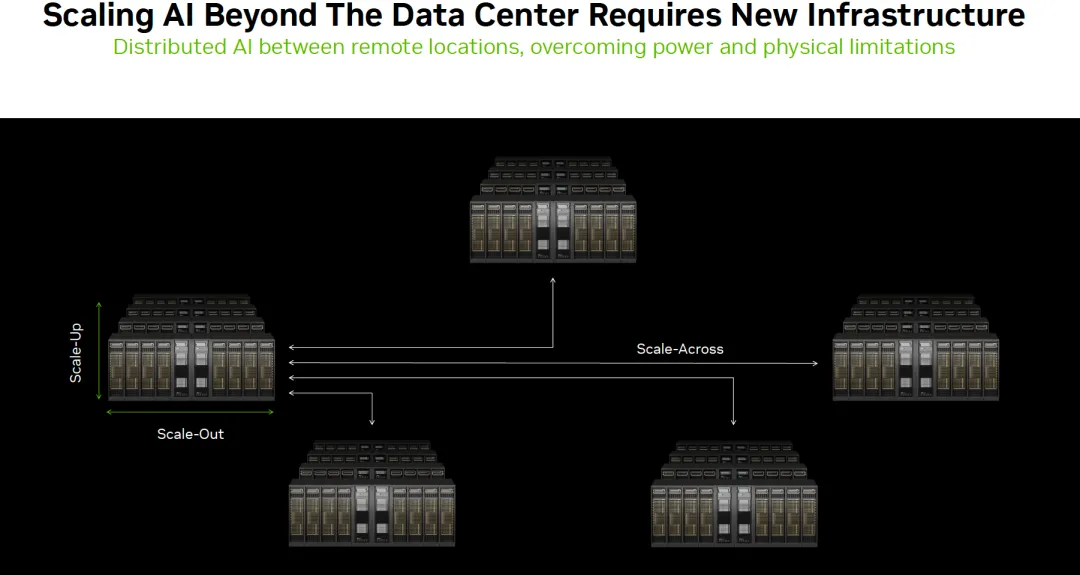 Scaling AI Beyond The Data Center Requires New Infrastructure
Distributed AI between remote locations, overcoming power and physical limitations
Scale-Up
Scale-Across
Scale-Out